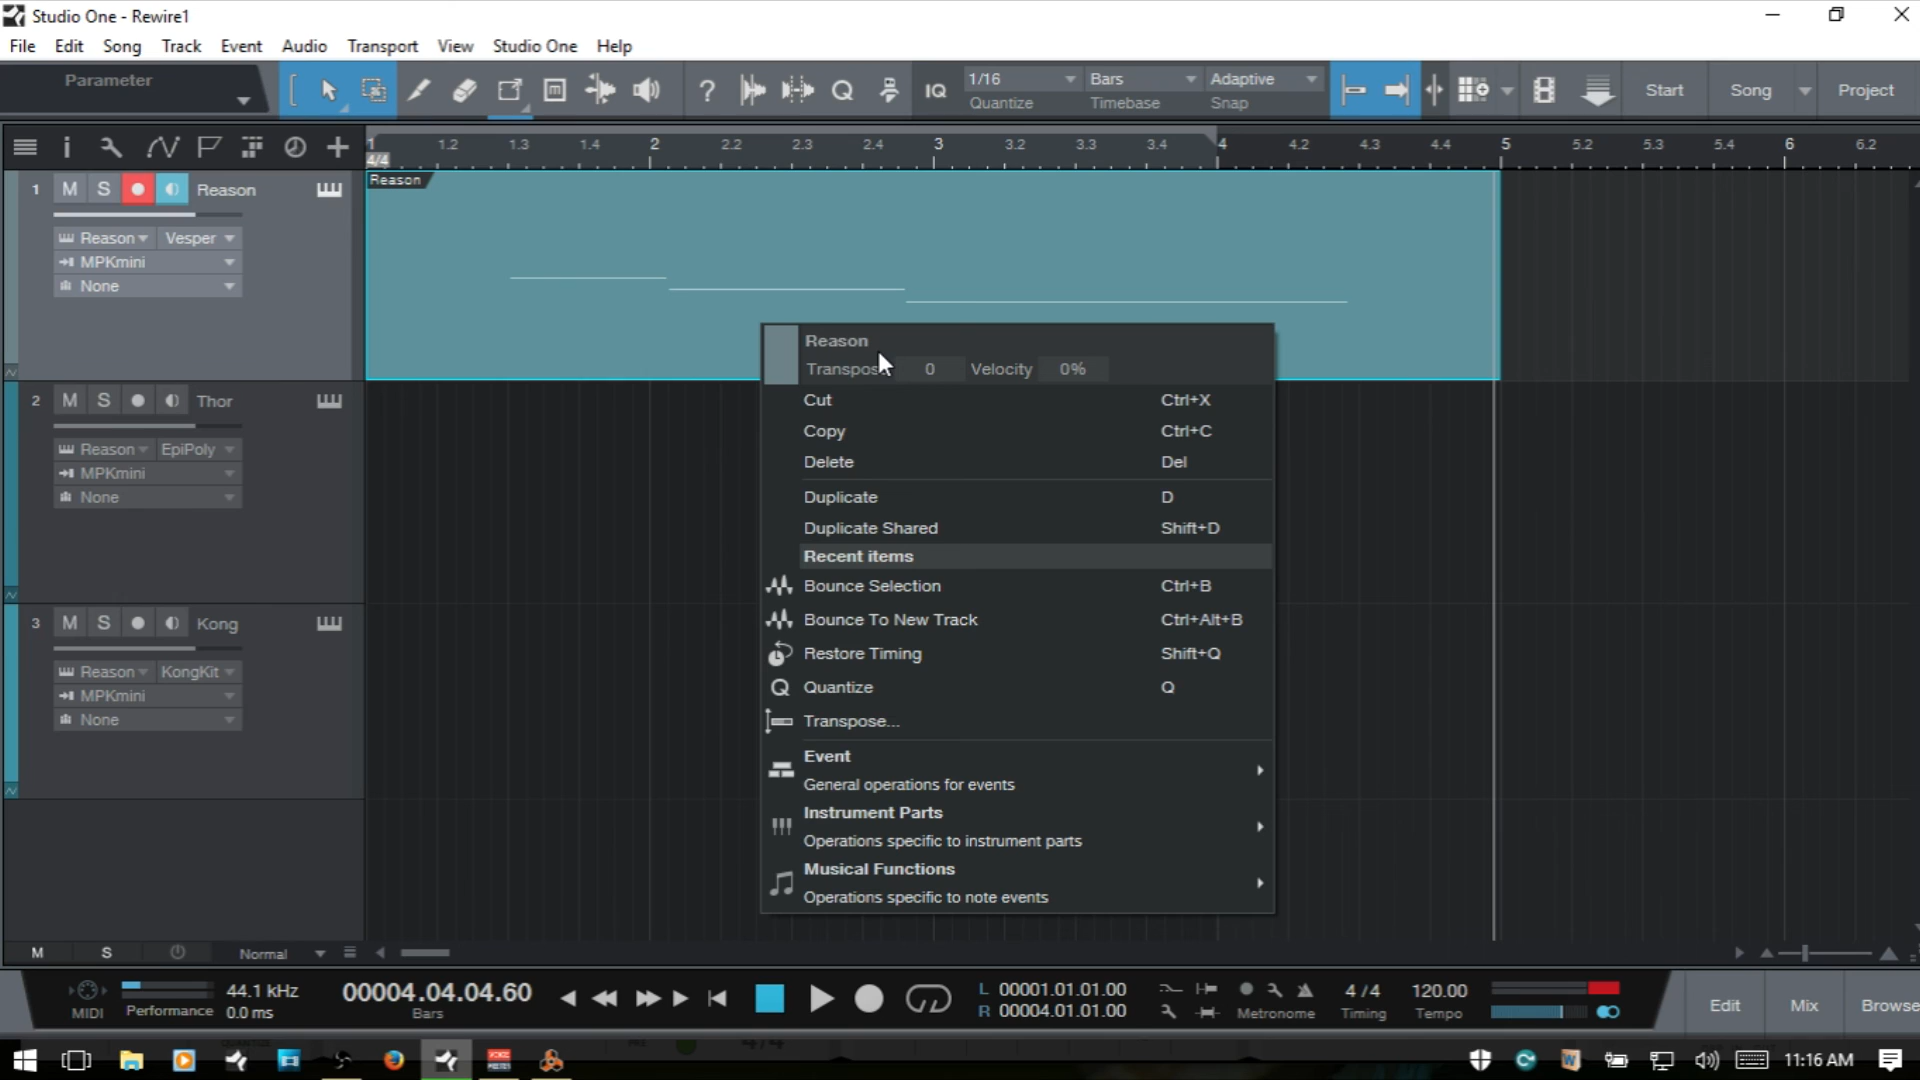 Studio One - Rewire1
File Edit Song Track Event Audio Transport View Studio One Help
Parameter
1/16 Bars Adaptive
IQ Start Song Project
Quantize Timebase Snap
1 1.2 1.3 1.4 2 2.2 2.3 2.4 3 3.2 3.3 3.4 4 4.2 4.3 4.4 5 5.2 5.3 5.4 6 6.2
4/4
Reason
1 M S Reason
Reason Vesper
MPKmini
None
2 M S Thor
Reason EpiPoly
MPKmini
None
3 M S Kong
Reason KongKit
MPKmini
None
Reason
Transpos 0 Velocity 0%
Cut Ctrl+X
Copy Ctrl+C
Delete Del
Duplicate D
Duplicate Shared Shift+D
Recent items
Bounce Selection Ctrl+B
Bounce To New Track Ctrl+Alt+B
Restore Timing Shift+Q
Quantize Q
Transpose...
Event
General operations for events
Instrument Parts
Operations specific to instrument parts
Musical Functions
Operations specific to note events
M S Normal
MIDI Performance
44.1 kHz
0.0 ms
00004.04.04.60
Bars
L 00001.01.01.00
R 00004.01.01.00
Metronome
4 / 4
Timing
120.00
Tempo
Edit Mix Browse
11:16 AM